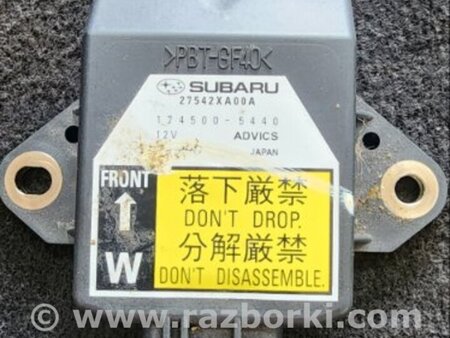 >PBT-GF40<
SUBARU
27542XA00A
174500-5440
12V ADVICS
JAPAN
FRONT
落下厳禁
DON'T DROP.
分解厳禁
W
DON'T DISASSEMBLE.
www.razborki.com